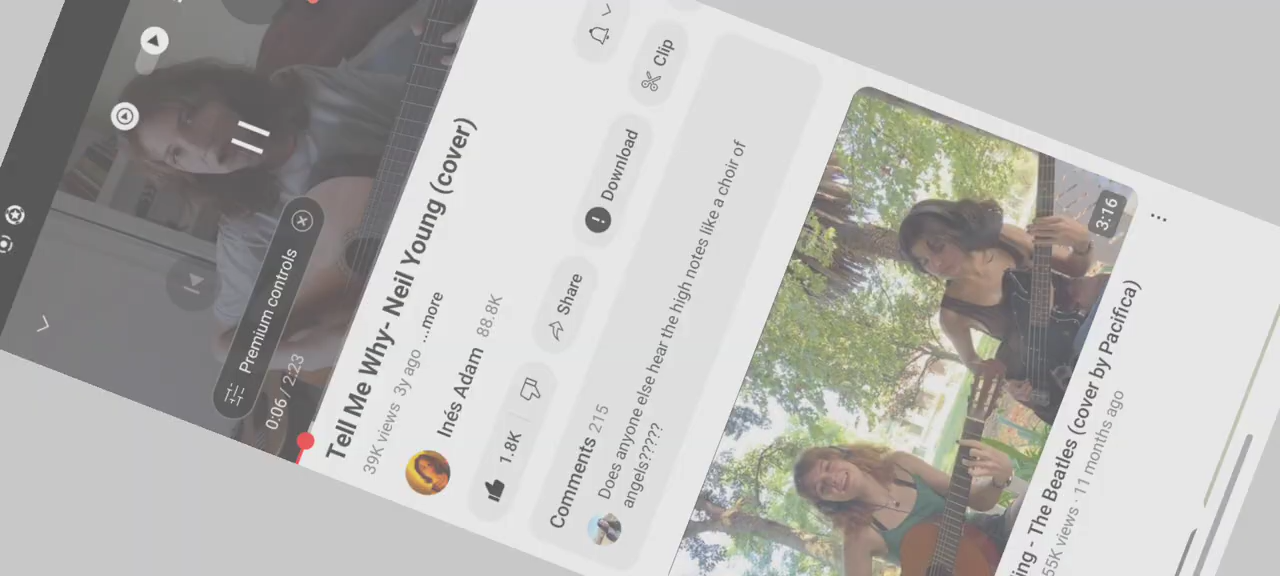 Premium controls
0:06 / 2:23
Tell Me Why- Neil Young (cover)
39K views 3y ago ...more
Inés Adam 88.8K
1.8K
Share
Download
Clip
Comments 215
Does anyone else hear the high notes like a choir of
angels?????
3:16
- The Beatles (cover by Pacifica)
views · 11 months ago